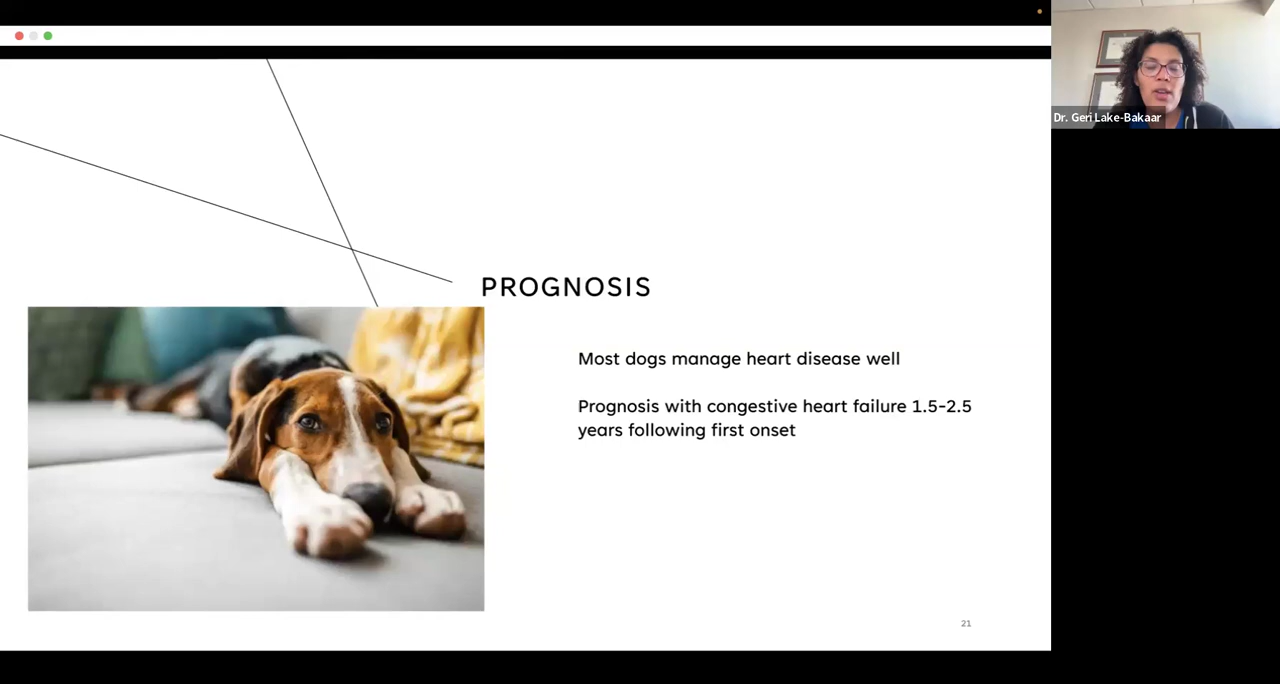 Dr. Geri Lake-Bakaar
PROGNOSIS
Most dogs manage heart disease well
Prognosis with congestive heart failure 1.5-2.5
years following first onset
21